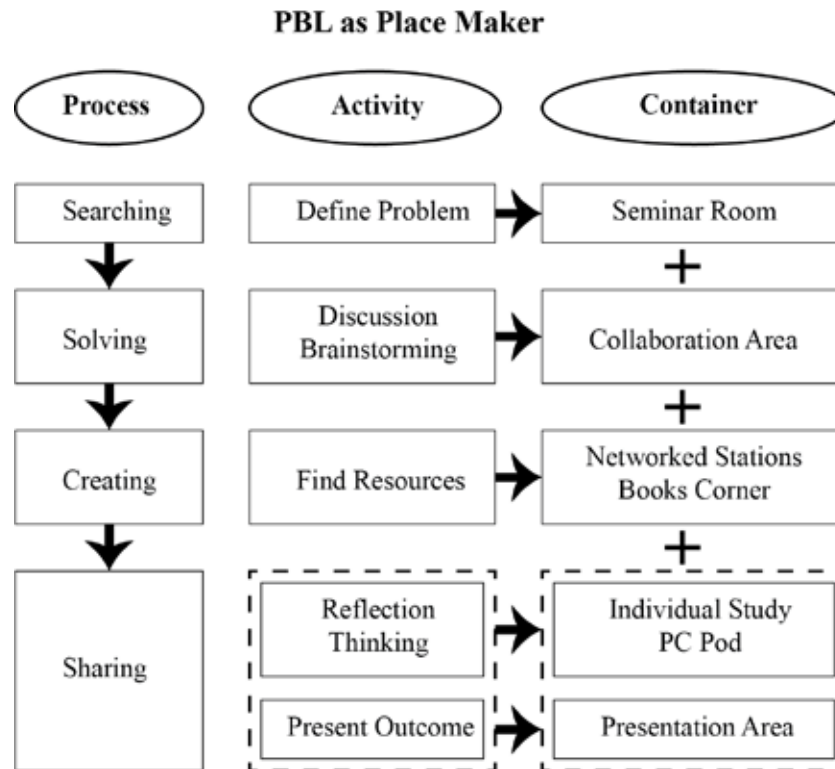 PBL as Place Maker
Process
Activity
Container
Searching
Define Problem
Seminar Room
+
Solving
Discussion
Brainstorming
Collaboration Area
+
Creating
Find Resources
Networked Stations
Books Corner
+
Sharing
Reflection
Thinking
Individual Study
PC Pod
Present Outcome
Presentation Area